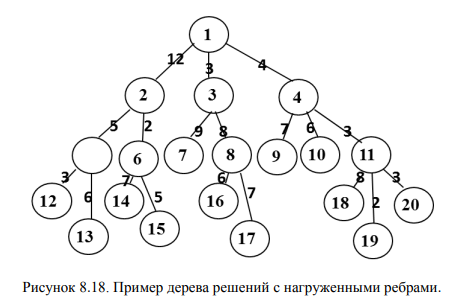 1
12 3 4
2 3 4
5 2 9 8 7 6 3
6 7 8 9 10 11
3 6 7 5 6 7 8 2 3
12 14 16 18 20
13 15 17 19
Рисунок 8.18. Пример дерева решений с нагруженными ребрами.